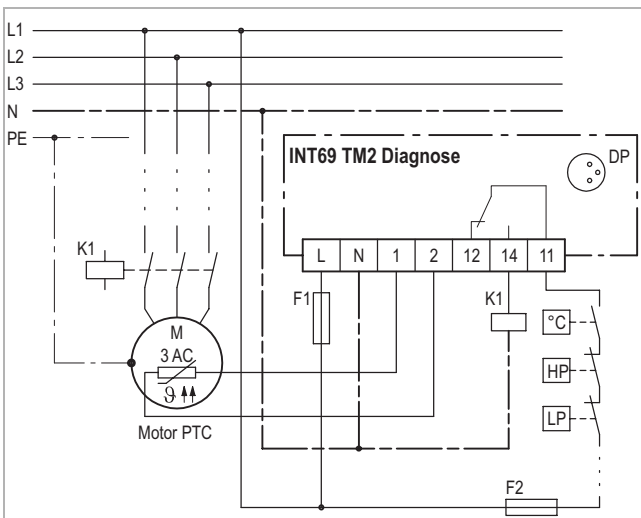 L1
L2
L3
N
PE
INT69 TM2 Diagnose
DP
L N 1 2 12 14 11
K1
F1
K1
°C
HP
LP
M
3 AC
ϑ
Motor PTC
F2